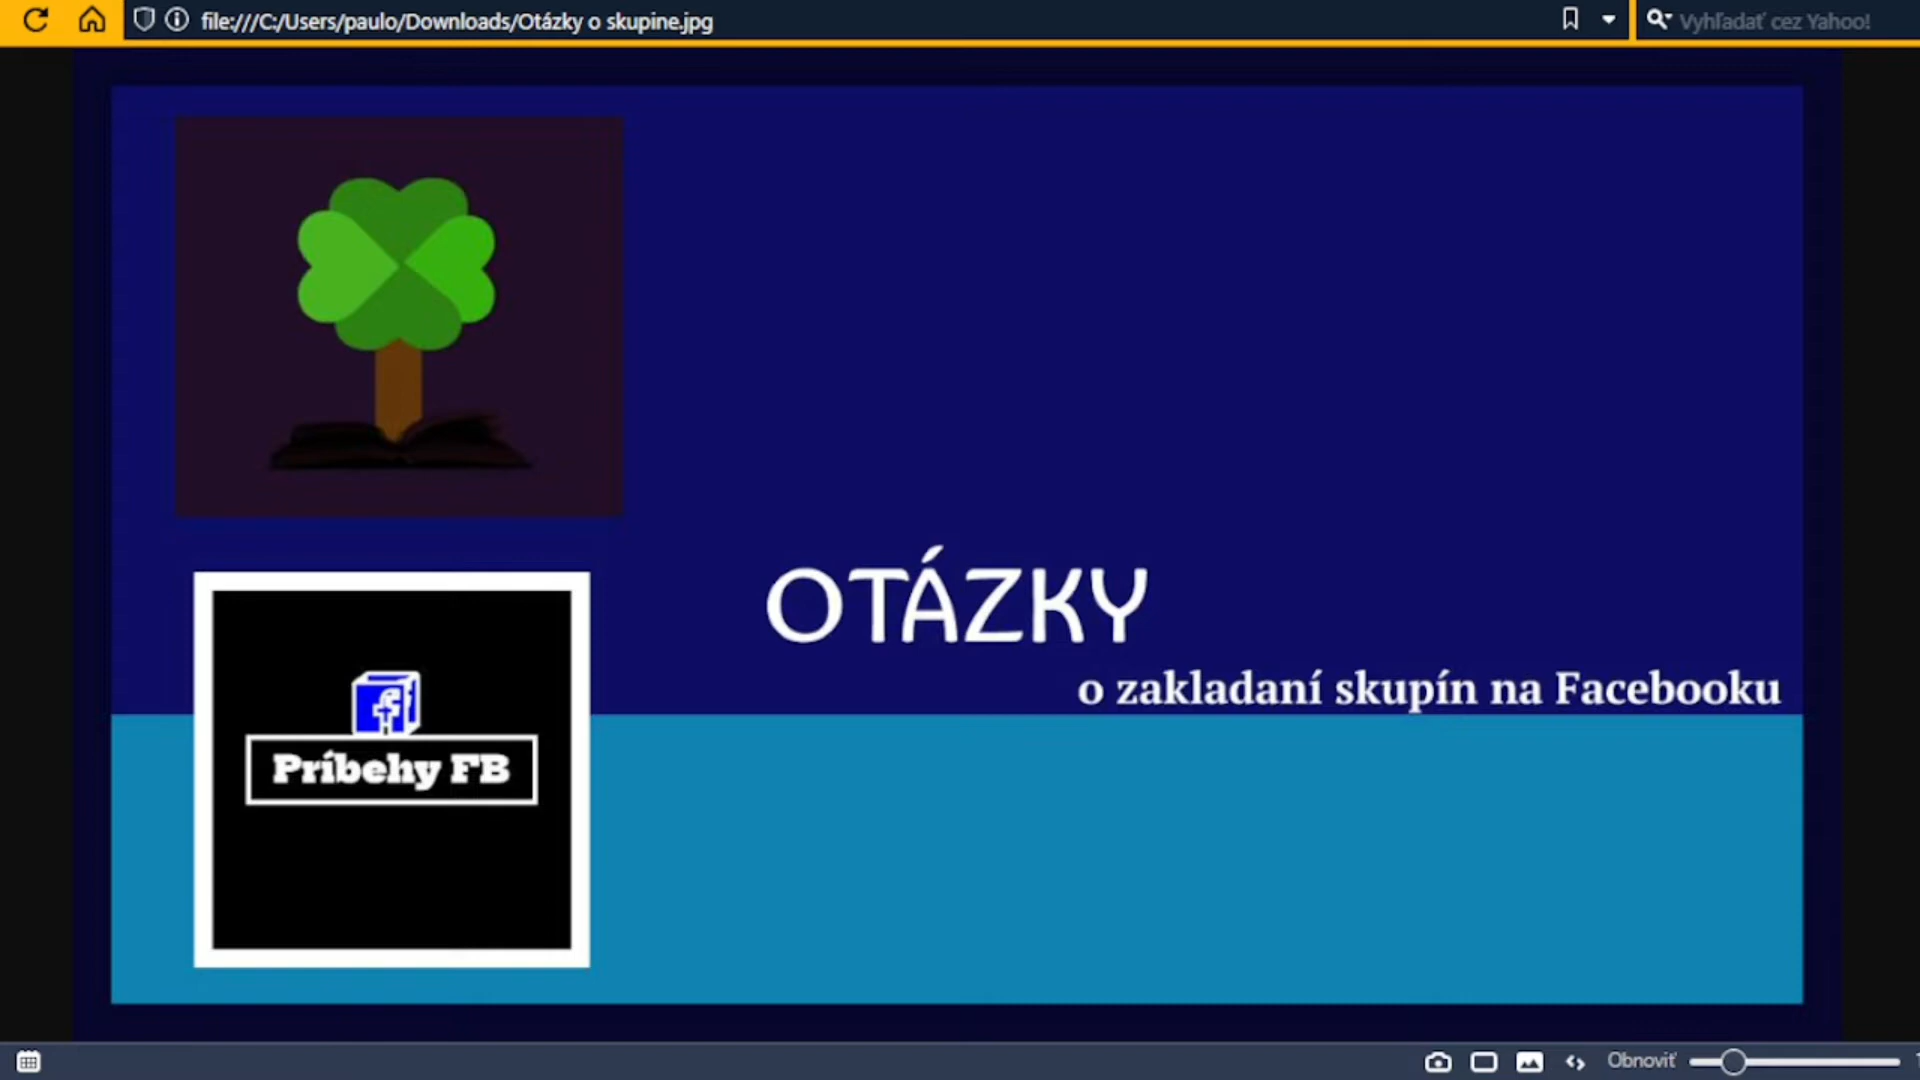 file:///C:/Users/paulo/Downloads/Otázky o skupine.jpg
Vyhľadať cez Yahoo!
OTÁZKY
o zakladaní skupín na Facebooku
Príbehy FB
Obnoviť